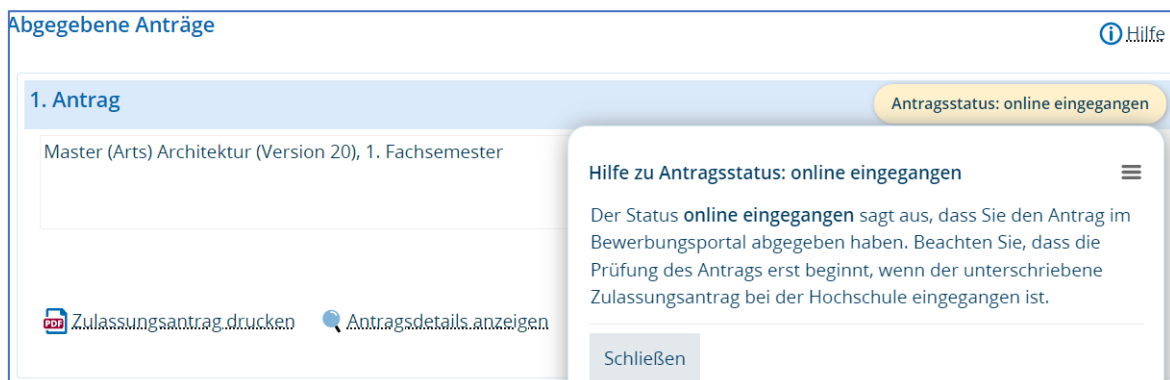 Abgegebene Anträge
Hilfe
1. Antrag
Antragsstatus: online eingegangen
Master (Arts) Architektur (Version 20), 1. Fachsemester
Hilfe zu Antragsstatus: online eingegangen
Der Status online eingegangen sagt aus, dass Sie den Antrag im
Bewerbungsportal abgegeben haben. Beachten Sie, dass die
Prüfung des Antrags erst beginnt, wenn der unterschriebene
Zulassungsantrag bei der Hochschule eingegangen ist.
PDF Zulassungsantrag drucken Antragsdetails anzeigen
Schließen